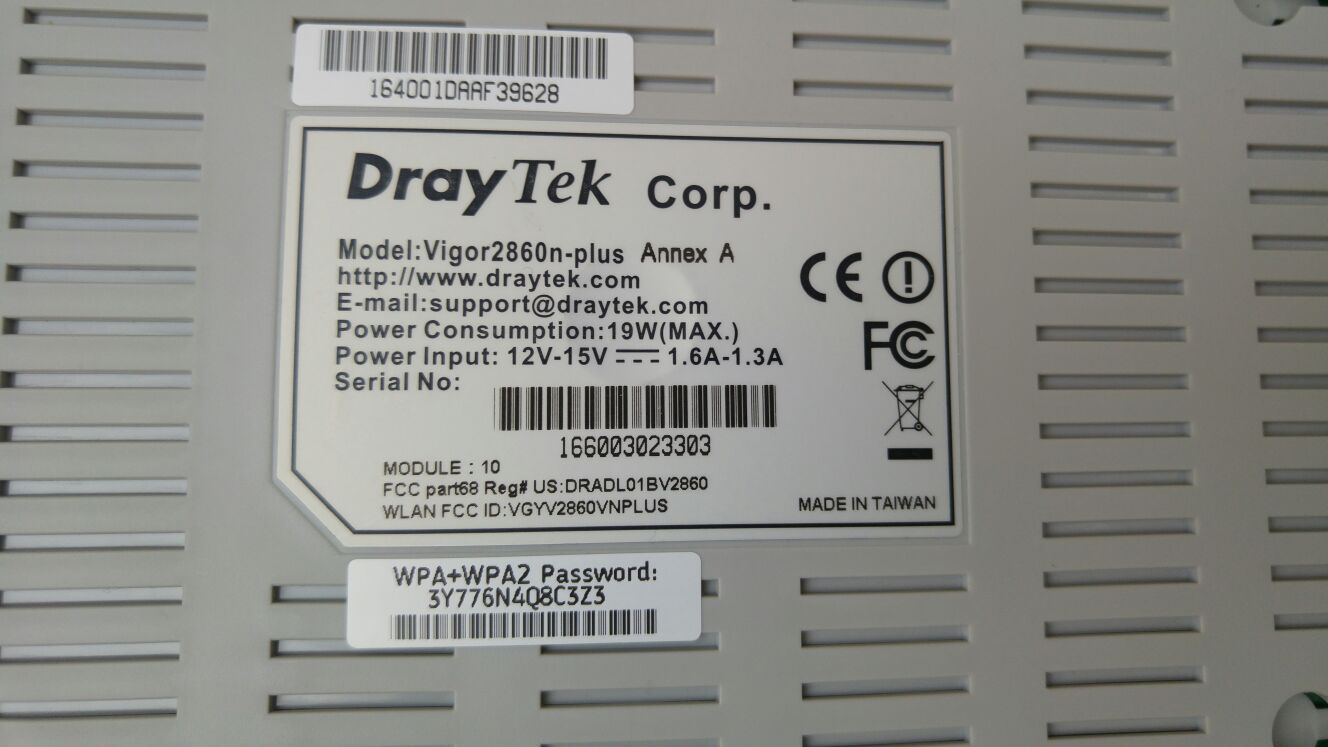 164001DAAF39628
DrayTek Corp.
Model:Vigor2860n-plus Annex A
http://www.draytek.com
E-mail:support@draytek.com
Power Consumption:19W(MAX.)
Power Input: 12V-15V 1.6A-1.3A
Serial No:
166003023303
MODULE : 10
FCC part68 Reg# US:DRADL01BV2860
WLAN FCC ID:VGYV2860VNPLUS
CE
FC
MADE IN TAIWAN
WPA+WPA2 Password:
3Y776N4Q8C3Z3